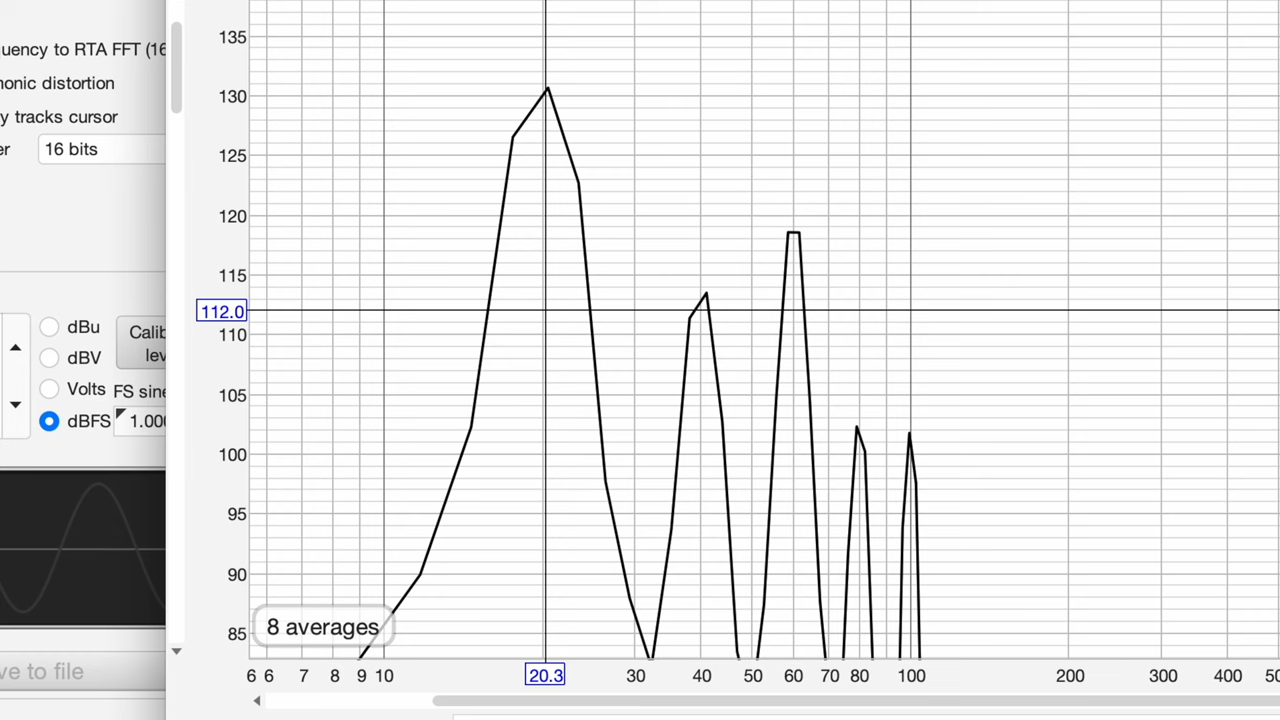 quency to RTA FFT (16
monic distortion
y tracks cursor
er 16 bits
dBu
dBV
Volts
dBFS
Calib
lev
FS sine
1.000
ve to file
135
130
125
120
115
112.0
110
105
100
95
90
85
8 averages
6 6 7 8 9 10 20.3 30 40 50 60 70 80 100 200 300 400 50